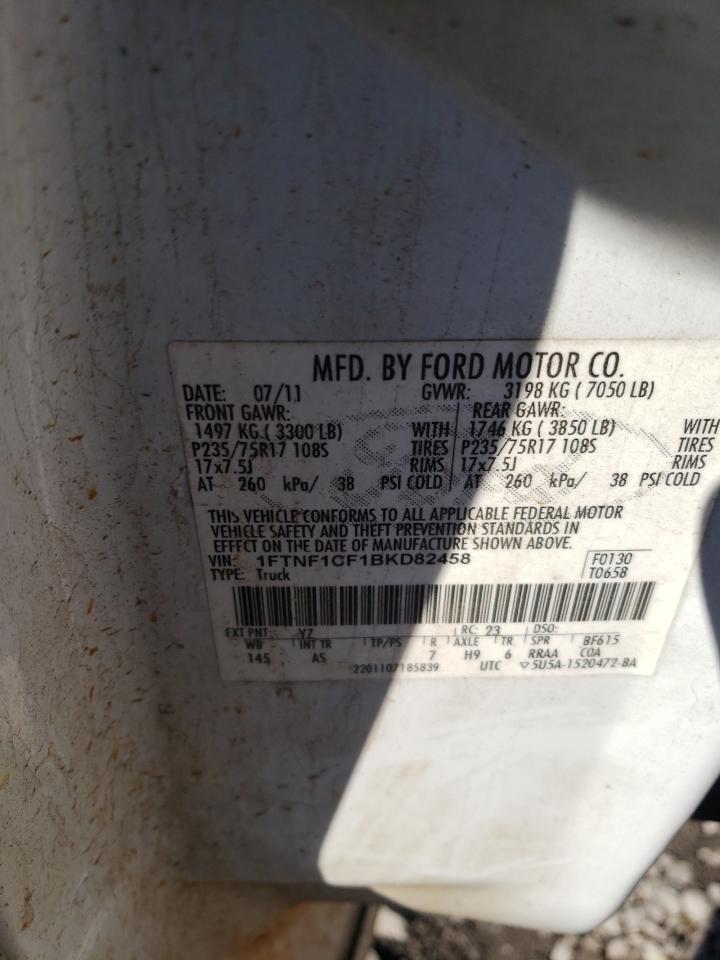 MFD. BY FORD MOTOR CO.
DATE: 07/11 GVWR: 3198 KG ( 7050 LB)
FRONT GAWR: REAR GAWR:
1497 KG ( 3300 LB) WITH 1746 KG ( 3850 LB) WITH
P235/75R17 108S TIRES P235/75R17 108S TIRES
17x7.5J RIMS 17x7.5J RIMS
AT 260 kPa/ 38 PSI COLD AT 260 kPa/ 38 PSI COLD
THIS VEHICLE CONFORMS TO ALL APPLICABLE FEDERAL MOTOR
VEHICLE SAFETY AND THEFT PREVENTION STANDARDS IN
EFFECT ON THE DATE OF MANUFACTURE SHOWN ABOVE.
VIN: 1FTNF1CF1BKD82458 F0130
TYPE: Truck T0658
EXT PNT: YZ RC: 23 DSO:
WB INT TR TP/PS R AXLE TR SPR BF615
145 AS 7 H9 6 RRAA COA
2201107185839 UTC ▽5U5A-1520472-BA